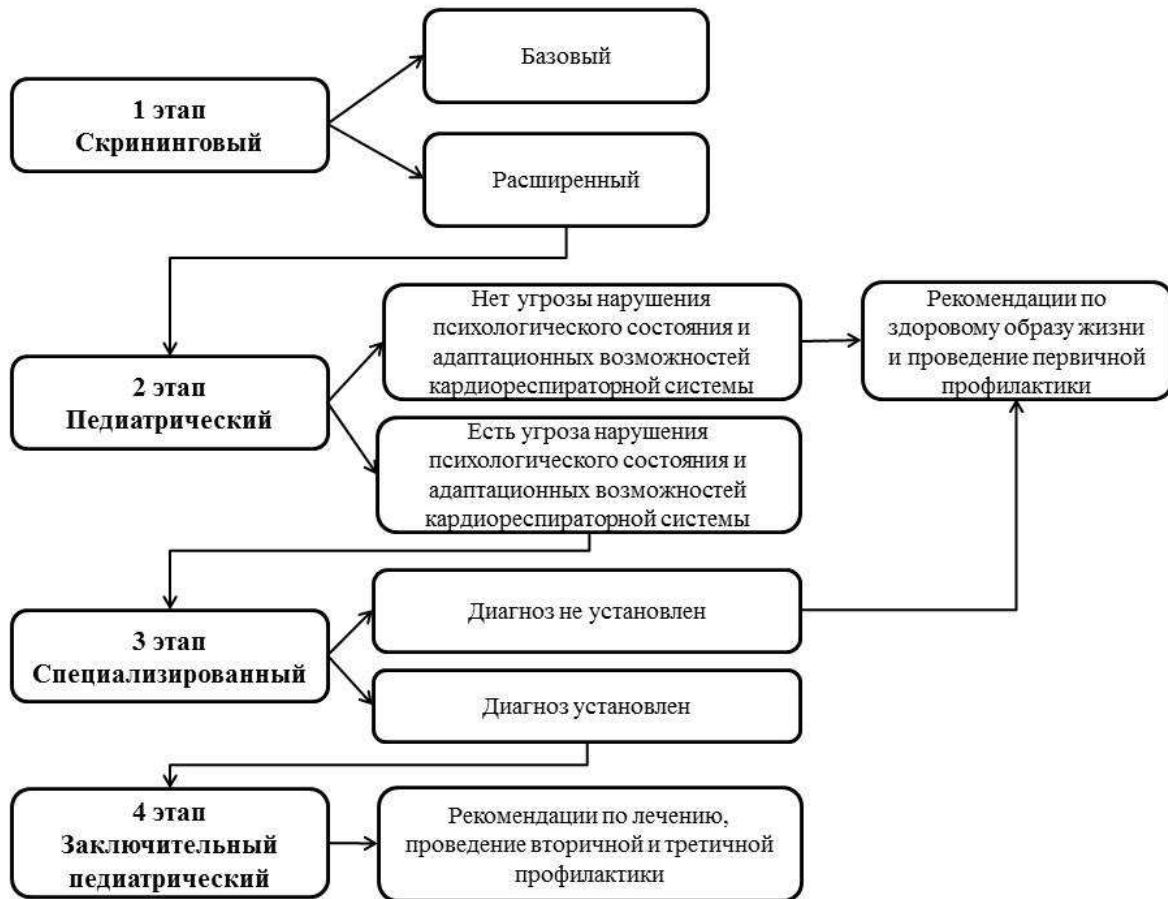 Базовый
1 этап
Скрининговый
Расширенный
Нет угрозы нарушения
психологического состояния и
адаптационных возможностей
кардиореспираторной системы
Рекомендации по
здоровому образу жизни
и проведение первичной
профилактики
2 этап
Педиатрический
Есть угроза нарушения
психологического состояния и
адаптационных возможностей
кардиореспираторной системы
Диагноз не установлен
3 этап
Специализированный
Диагноз установлен
4 этап
Заключительный
педиатрический
Рекомендации по лечению,
проведение вторичной и третичной
профилактики